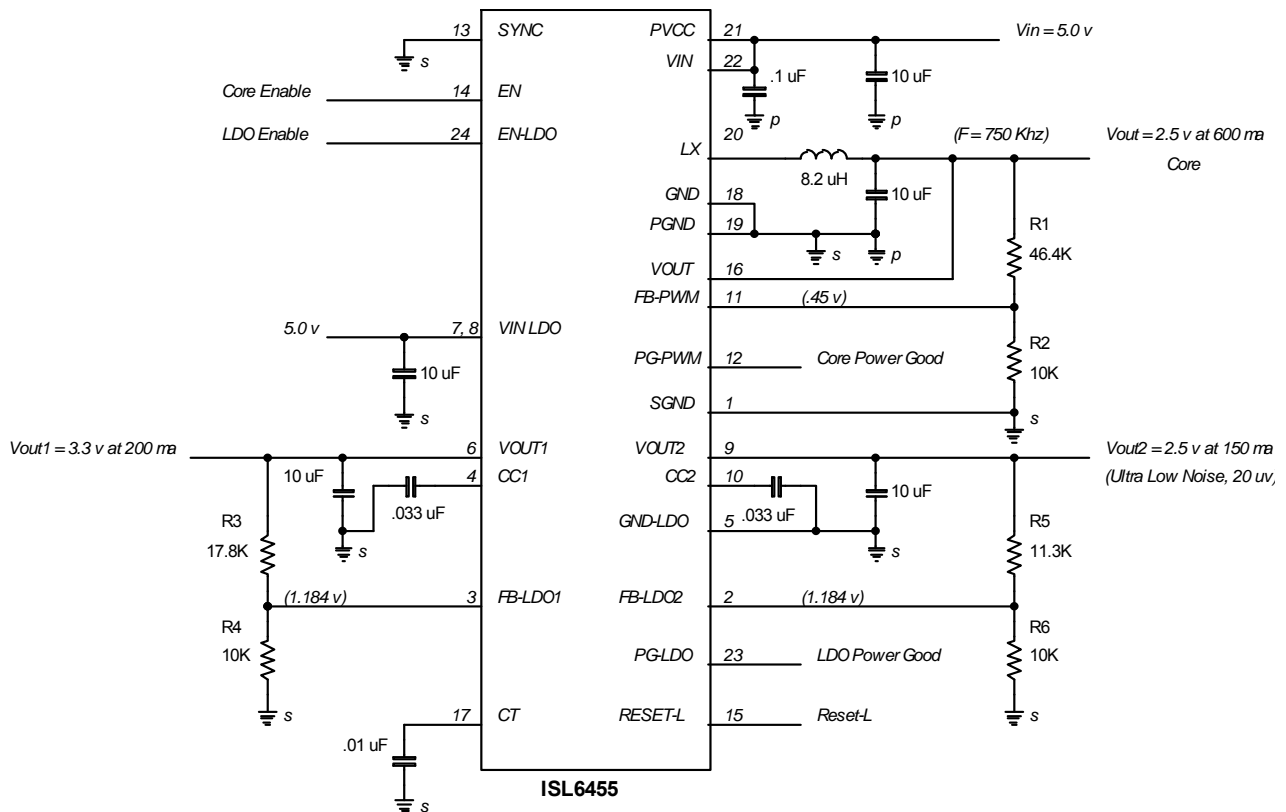 13 SYNC PVCC 21 Vin = 5.0 v
s
VIN 22
.1 uF 10 uF
Core Enable 14 EN
p p
LDO Enable 24 EN-LDO
20 (F = 750 Khz) Vout = 2.5 v at 600 ma
LX
8.2 uH Core
GND 18 10 uF
PGND 19 R1
s p 46.4K
VOUT 16
FB-PWM 11 (.45 v)
5.0 v 7, 8 VIN LDO
R2
10 uF PG-PWM 12 Core Power Good 10K
s SGND 1
s
Vout1 = 3.3 v at 200 ma 6 VOUT1 VOUT2 9 Vout2 = 2.5 v at 150 ma
10 uF 4 CC1 CC2 10 10 uF (Ultra Low Noise, 20 uv)
.033 uF .033 uF
R3 GND-LDO 5 R5
17.8K s s 11.3K
(1.184 v) 3 FB-LDO1 FB-LDO2 2 (1.184 v)
R4 R6
10K PG-LDO 23 LDO Power Good 10K
s s
17 CT RESET-L 15 Reset-L
.01 uF
s
ISL6455